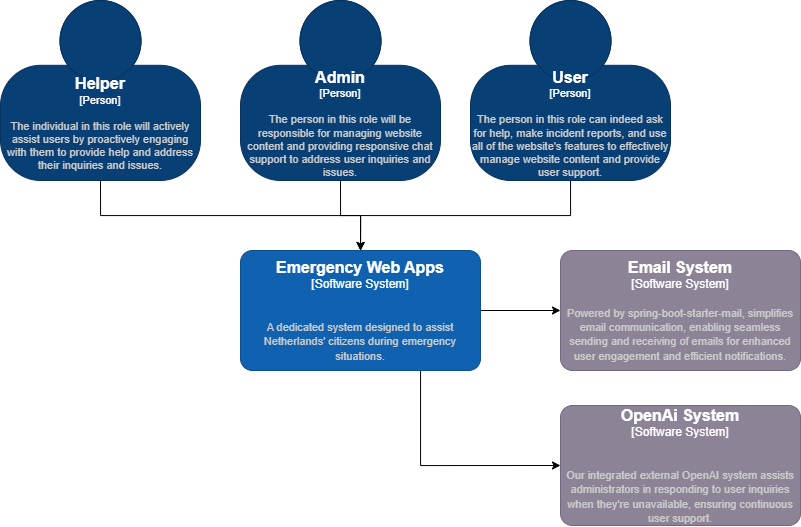 Helper
[Person]
The individual in this role will actively
assist users by proactively engaging
with them to provide help and address
their inquiries and issues.
Admin
[Person]
The person in this role will be
responsible for managing website
content and providing responsive chat
support to address user inquiries and
issues.
User
[Person]
The person in this role can indeed ask
for help, make incident reports, and use
all of the website's features to effectively
manage website content and provide
user support.
Emergency Web Apps
[Software System]
A dedicated system designed to assist
Netherlands' citizens during emergency
situations.
Email System
[Software System]
Powered by spring-boot-starter-mail, simplifies
email communication, enabling seamless
sending and receiving of emails for enhanced
user engagement and efficient notifications.
OpenAi System
[Software System]
Our integrated external OpenAI system assists
administrators in responding to user inquiries
when they're unavailable, ensuring continuous
user support.